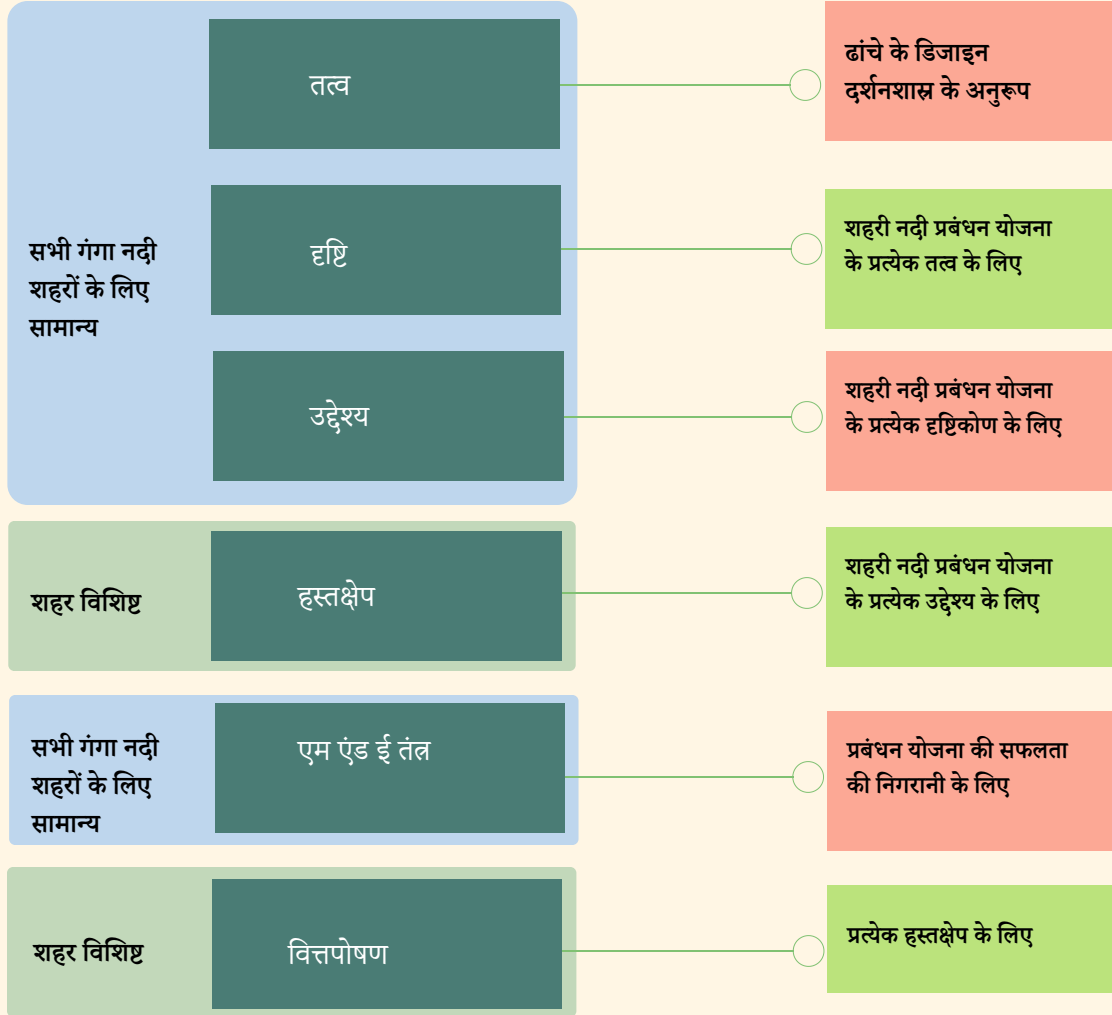 तत्व
ढांचे के डिजाइन
दर्शनशास्त्र के अनुरूप
सभी गंगा नदी
शहरों के लिए
सामान्य
दृष्टि
शहरी नदी प्रबंधन योजना
के प्रत्येक तत्व के लिए
उद्देश्य
शहरी नदी प्रबंधन योजना
के प्रत्येक दृष्टिकोण के लिए
शहर विशिष्ट
हस्तक्षेप
शहरी नदी प्रबंधन योजना
के प्रत्येक उद्देश्य के लिए
सभी गंगा नदी
शहरों के लिए
सामान्य
एम एंड ई तंत्र
प्रबंधन योजना की सफलता
की निगरानी के लिए
शहर विशिष्ट
वित्तपोषण
प्रत्येक हस्तक्षेप के लिए